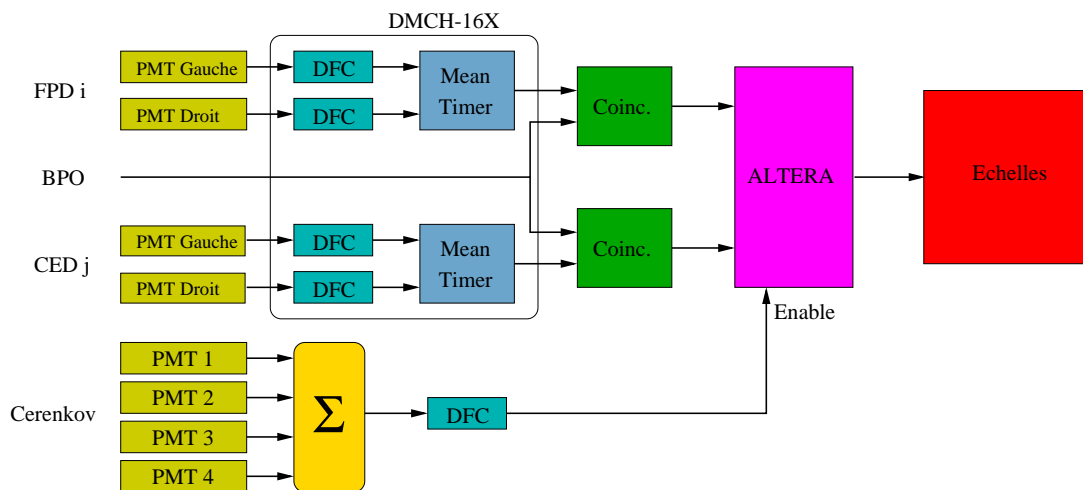 DMCH-16X
FPD i
PMT Gauche
DFC
PMT Droit
DFC
Mean
Timer
Coinc.
BPO
ALTERA
Echelles
CED j
PMT Gauche
DFC
PMT Droit
DFC
Mean
Timer
Coinc.
Enable
Cerenkov
PMT 1
PMT 2
PMT 3
PMT 4
Σ
DFC